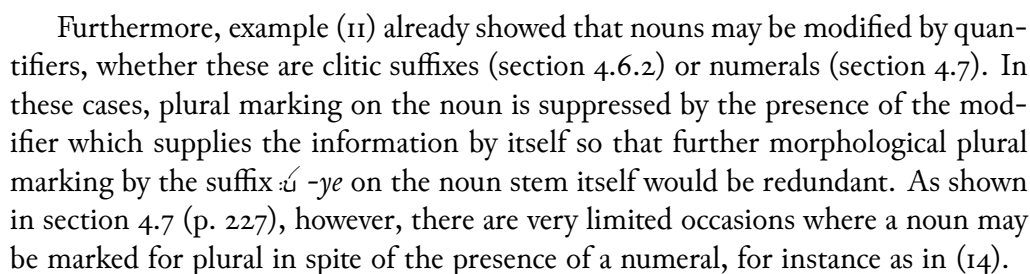 Furthermore, example (11) already showed that nouns may be modified by quan-
tifiers, whether these are clitic suffixes (section 4.6.2) or numerals (section 4.7). In
these cases, plural marking on the noun is suppressed by the presence of the mod-
ifier which supplies the information by itself so that further morphological plural
marking by the suffix -ye on the noun stem itself would be redundant. As shown
in section 4.7 (p. 227), however, there are very limited occasions where a noun may
be marked for plural in spite of the presence of a numeral, for instance as in (14).